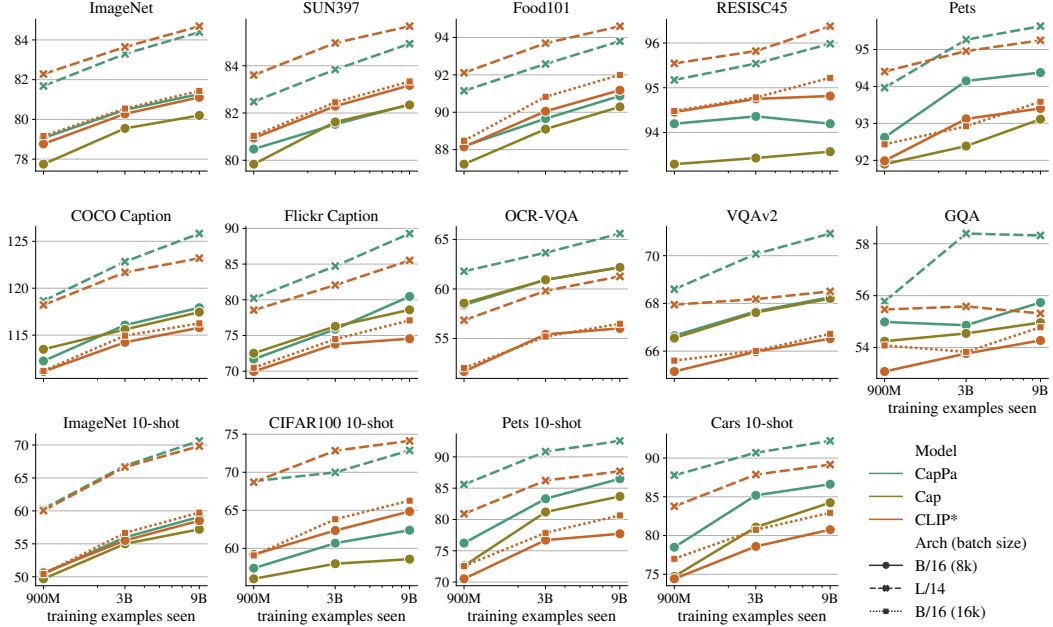 ImageNet
SUN397
Food101
RESISC45
Pets
84
82
80
78
84
82
80
94
92
90
88
96
95
94
95
94
93
92
COCO Caption
Flickr Caption
OCR-VQA
VQAv2
GQA
125
120
115
90
85
80
75
70
65
60
55
70
68
66
58
56
54
900M 3B 9B
training examples seen
ImageNet 10-shot
CIFAR100 10-shot
Pets 10-shot
Cars 10-shot
70
60
50
75
70
65
60
90
80
70
90
85
80
75
900M 3B 9B
training examples seen
900M 3B 9B
training examples seen
900M 3B 9B
training examples seen
900M 3B 9B
training examples seen
Model
CapPa
Cap
CLIP*
Arch (batch size)
B/16 (8k)
L/14
B/16 (16k)